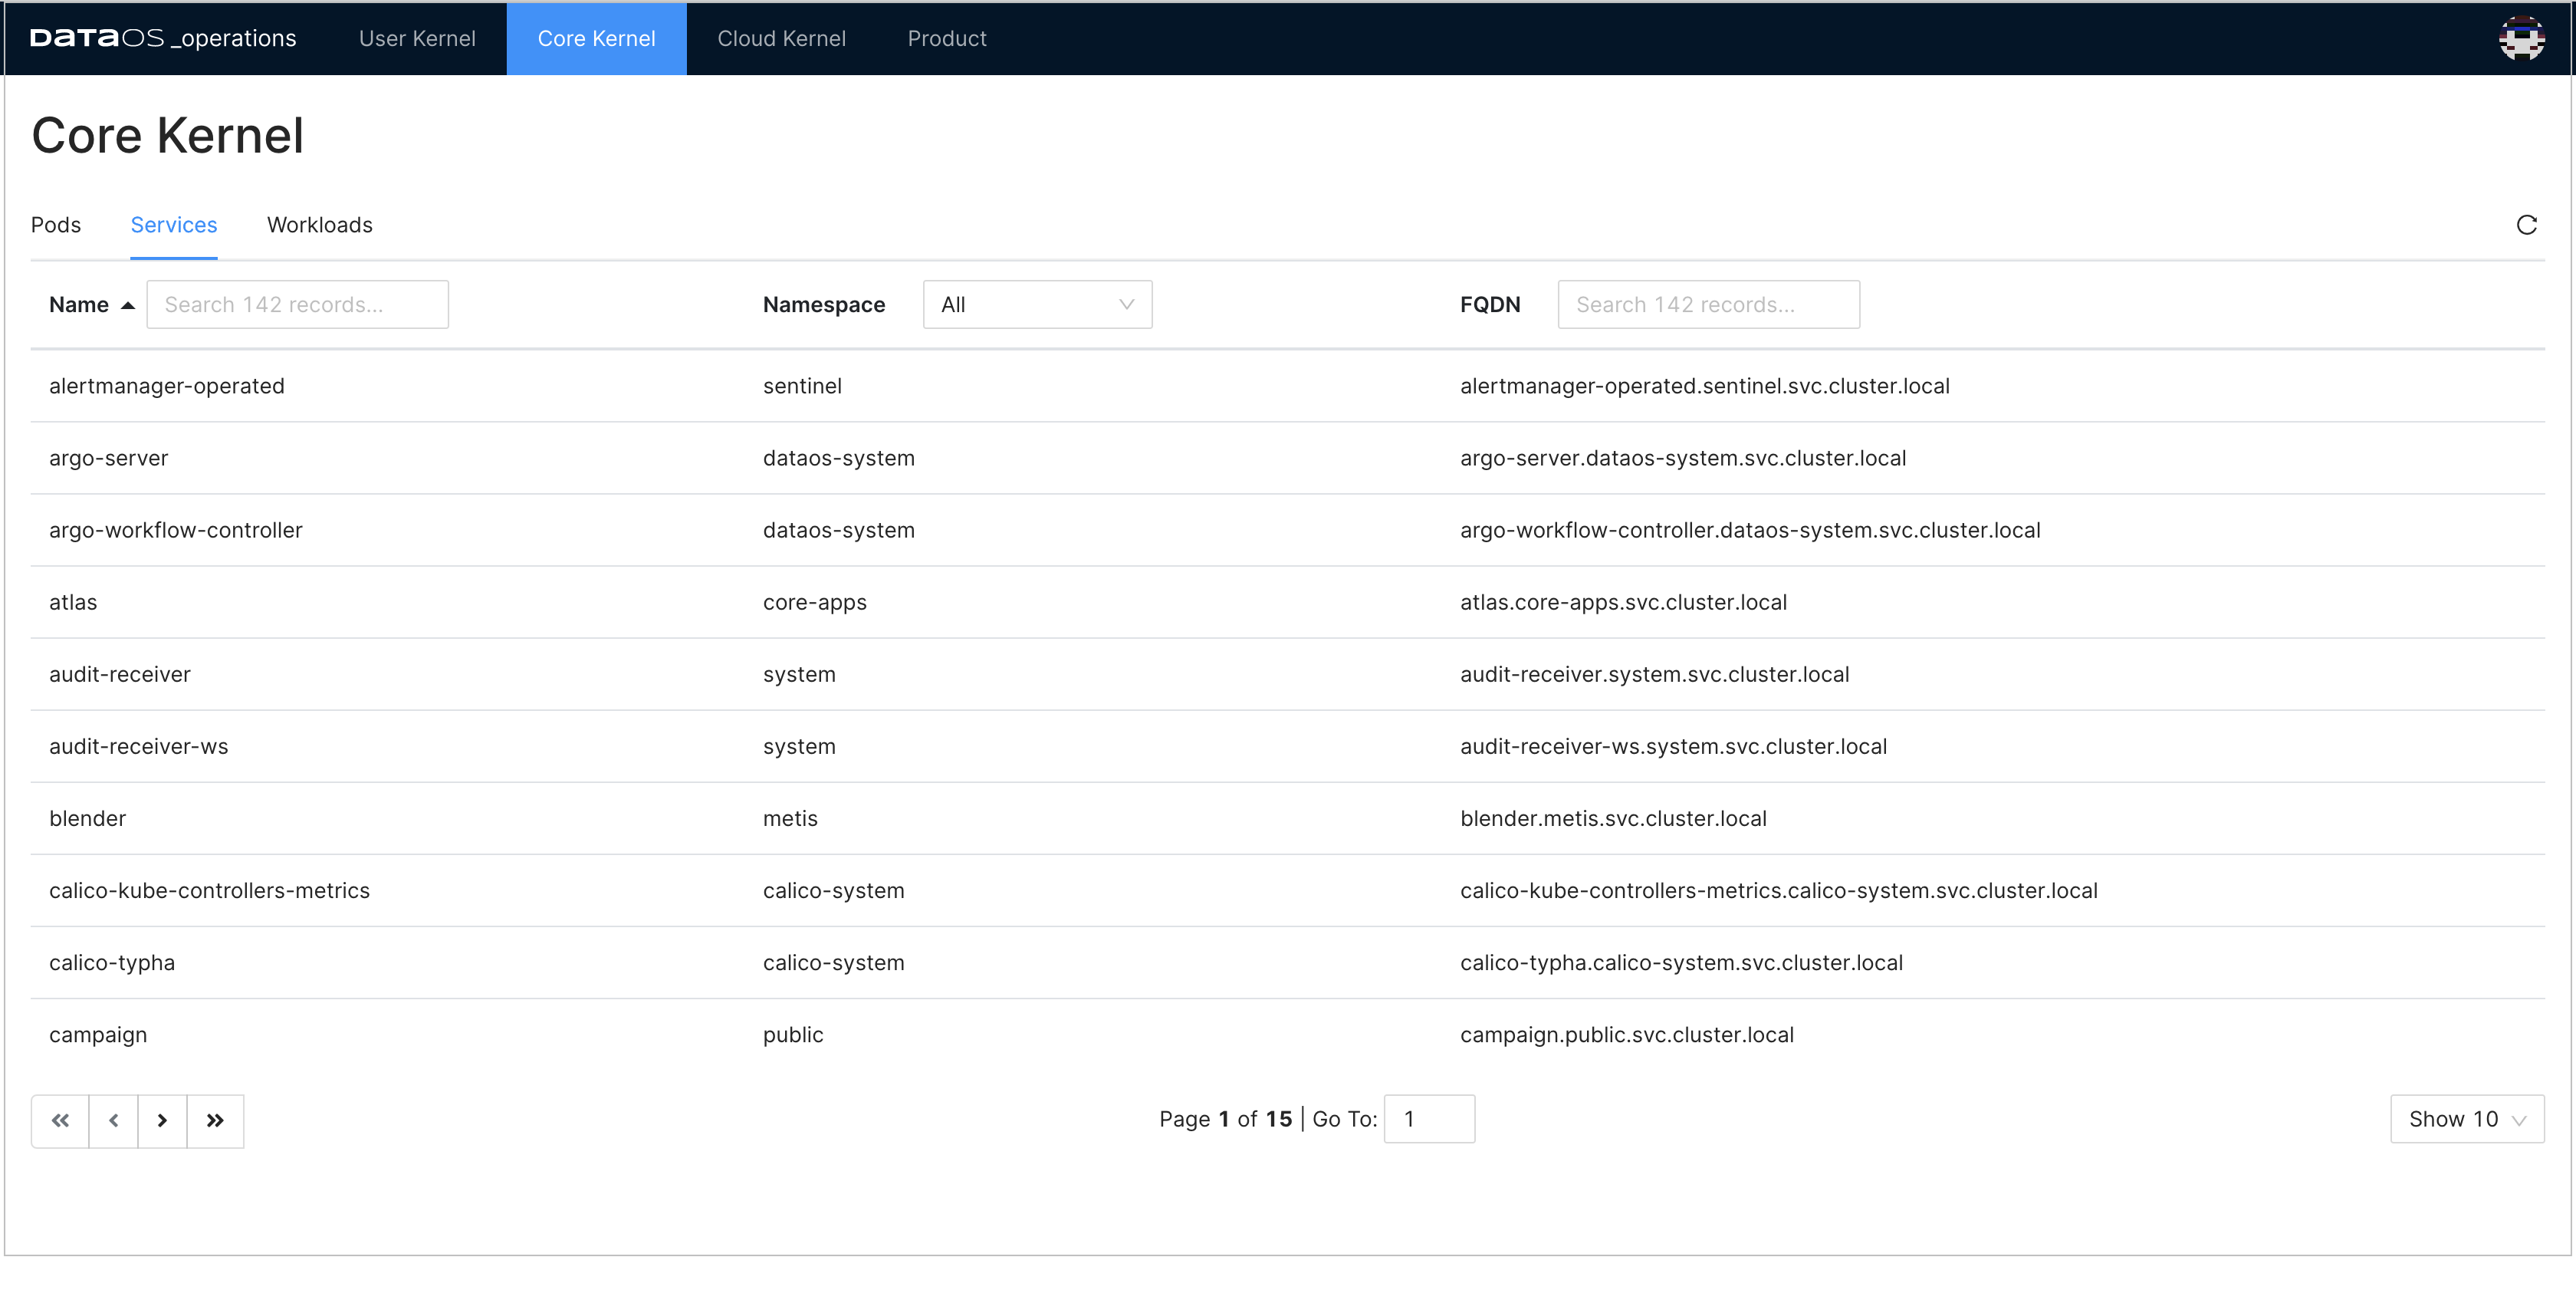 DATAOS _operations User Kernel Core Kernel Cloud Kernel Product
Core Kernel
Pods Services Workloads
Name Search 142 records... Namespace All FQDN Search 142 records...
alertmanager-operated sentinel alertmanager-operated.sentinel.svc.cluster.local
argo-server dataos-system argo-server.dataos-system.svc.cluster.local
argo-workflow-controller dataos-system argo-workflow-controller.dataos-system.svc.cluster.local
atlas core-apps atlas.core-apps.svc.cluster.local
audit-receiver system audit-receiver.system.svc.cluster.local
audit-receiver-ws system audit-receiver-ws.system.svc.cluster.local
blender metis blender.metis.svc.cluster.local
calico-kube-controllers-metrics calico-system calico-kube-controllers-metrics.calico-system.svc.cluster.local
calico-typha calico-system calico-typha.calico-system.svc.cluster.local
campaign public campaign.public.svc.cluster.local
« ‹ › » Page 1 of 15 | Go To: 1 Show 10